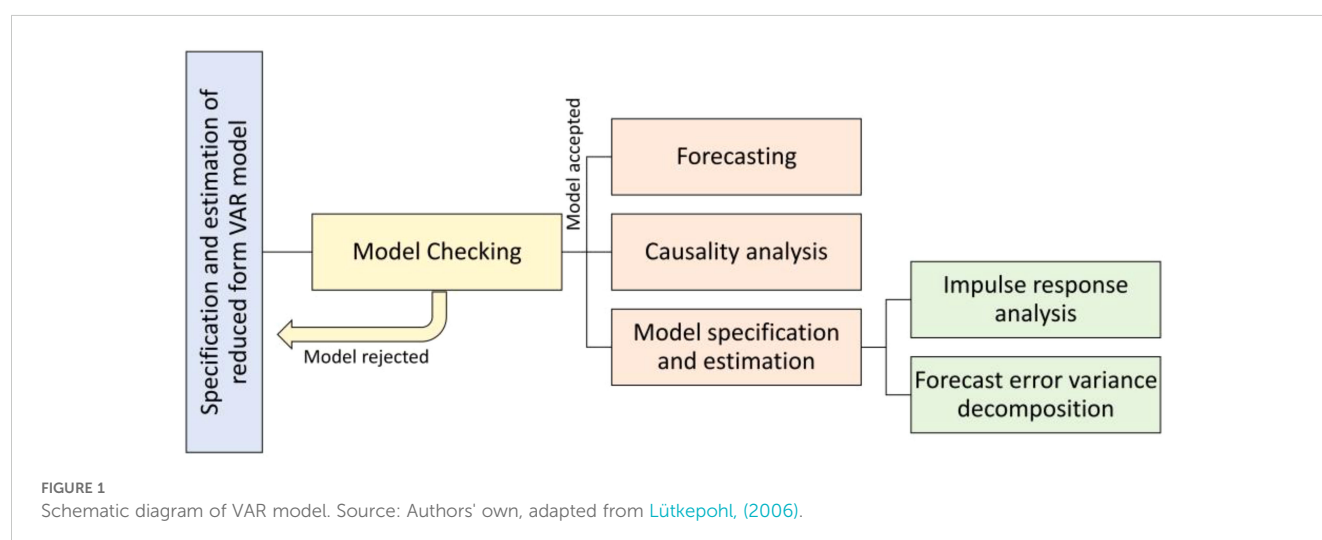 Specification and estimation of
reduced form VAR model
Model Checking
Model rejected
Model accepted
Forecasting
Causality analysis
Model specification
and estimation
Impulse response
analysis
Forecast error variance
decomposition
FIGURE 1
Schematic diagram of VAR model. Source: Authors' own, adapted from Lütkepohl, (2006).